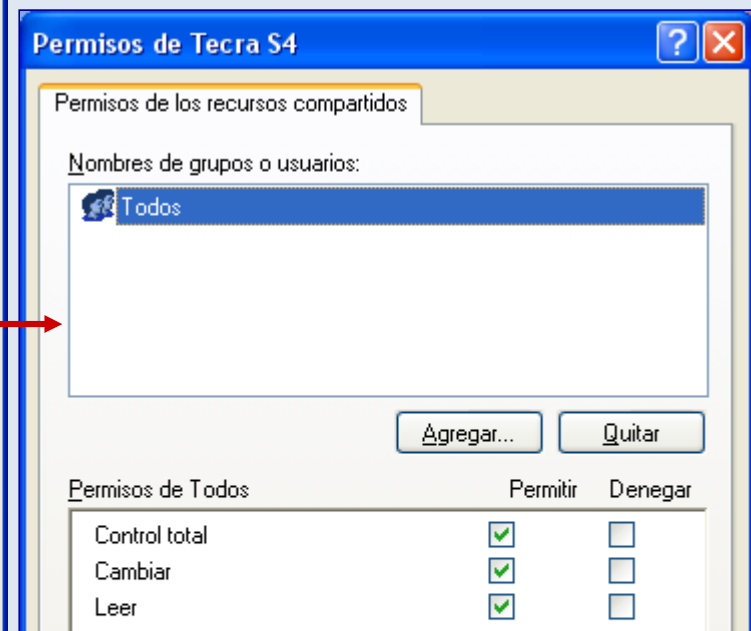 Permisos de Tecra S4
Permisos de los recursos compartidos
Nombres de grupos o usuarios:
Todos
Agregar... Quitar
Permisos de Todos Permitir Denegar
Control total
Cambiar
Leer